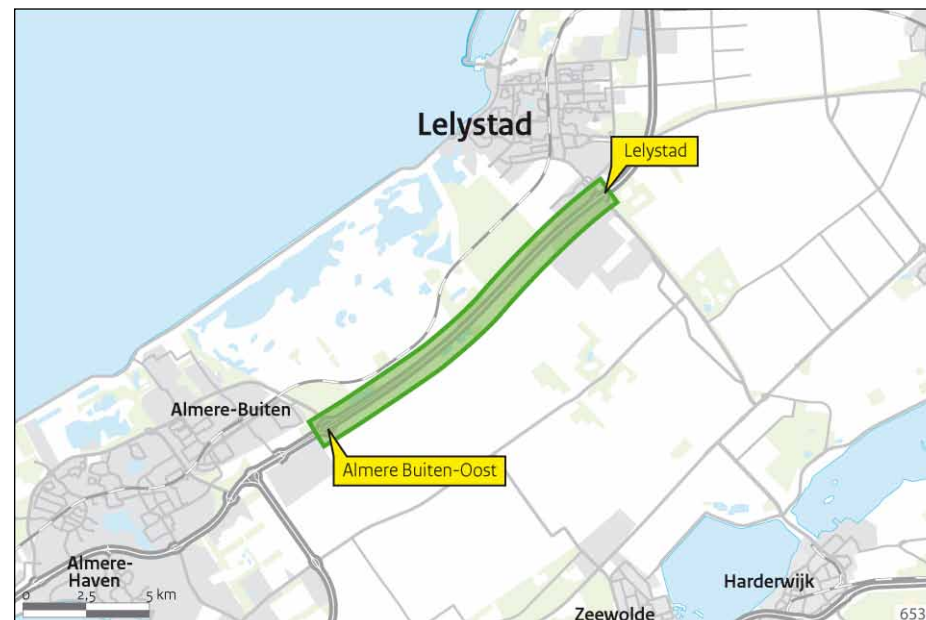 Lelystad
Lelystad
Almere-Buiten
Almere Buiten-Oost
Almere-
Haven
0 2,5 5 km
Harderwijk
Zeewolde
653